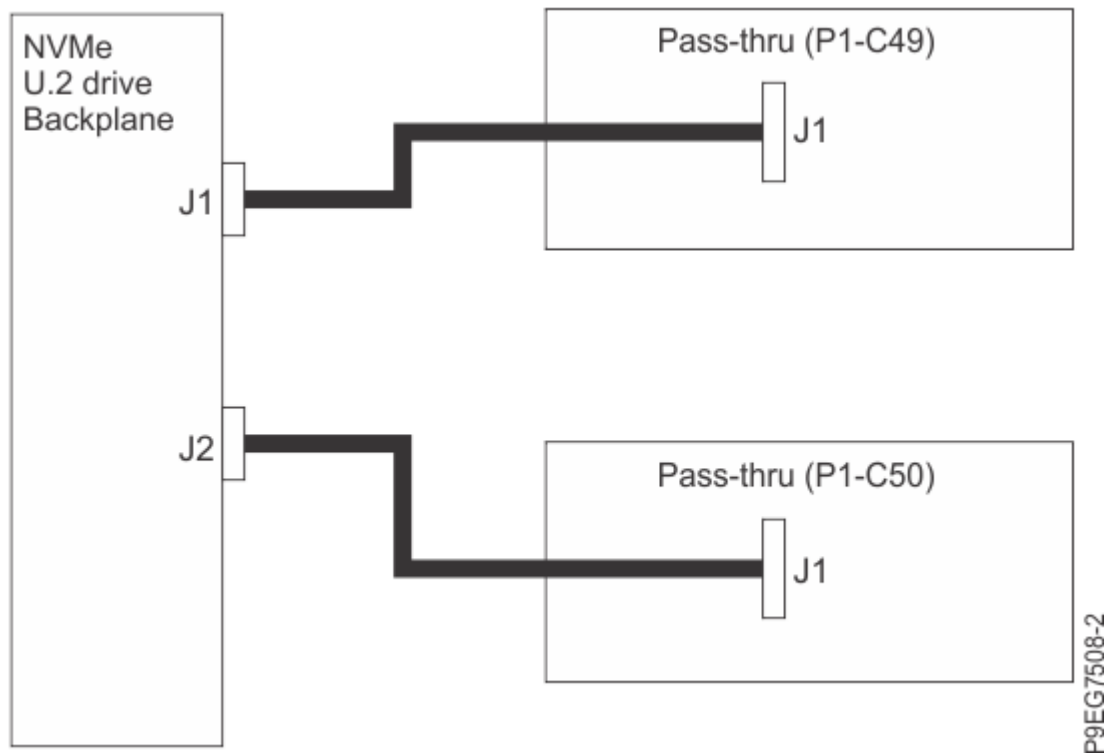 NVMe
U.2 drive
Backplane
J1
J2
Pass-thru (P1-C49)
J1
Pass-thru (P1-C50)
J1
P9EG7508-2